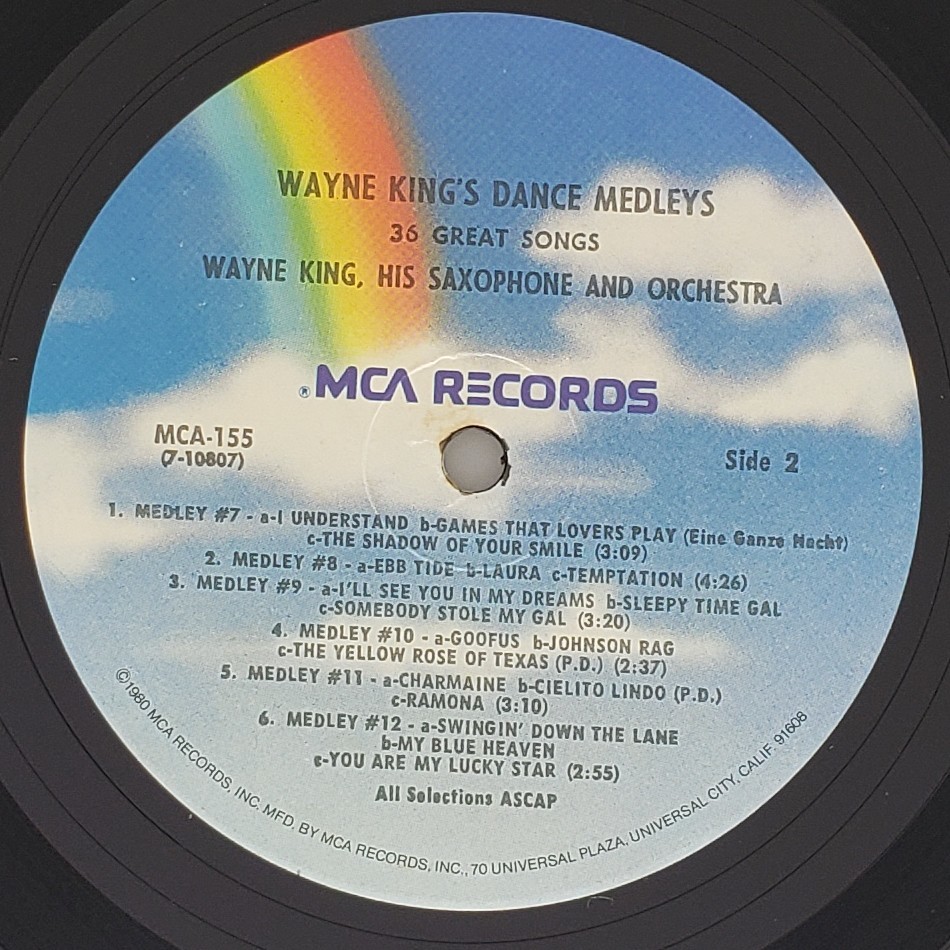 WAYNE KING'S DANCE MEDLEYS
36 GREAT SONGS
WAYNE KING, HIS SAXOPHONE AND ORCHESTRA
®MCA RECORDS
MCA-155
(7-10807)
Side 2
1. MEDLEY #7 - a-I UNDERSTAND b-GAMES THAT LOVERS PLAY (Eine Ganze Nacht)
c-THE SHADOW OF YOUR SMILE (3:09)
2. MEDLEY #8 - a-EBB TIDE b-LAURA c-TEMPTATION (4:26)
3. MEDLEY #9 - a-I'LL SEE YOU IN MY DREAMS b-SLEEPY TIME GAL
c-SOMEBODY STOLE MY GAL (3:20)
4. MEDLEY #10 - a-GOOFUS b-JOHNSON RAG
c-THE YELLOW ROSE OF TEXAS (P.D.) (2:37)
5. MEDLEY #11 - a-CHARMAINE b-CIELITO LINDO (P.D.)
c-RAMONA (3:10)
6. MEDLEY #12 - a-SWINGIN' DOWN THE LANE
b-MY BLUE HEAVEN
c-YOU ARE MY LUCKY STAR (2:55)
All Selections ASCAP
©1980 MCA RECORDS, INC. MFD. BY MCA RECORDS, INC., 70 UNIVERSAL PLAZA, UNIVERSAL CITY, CALIF. 91608